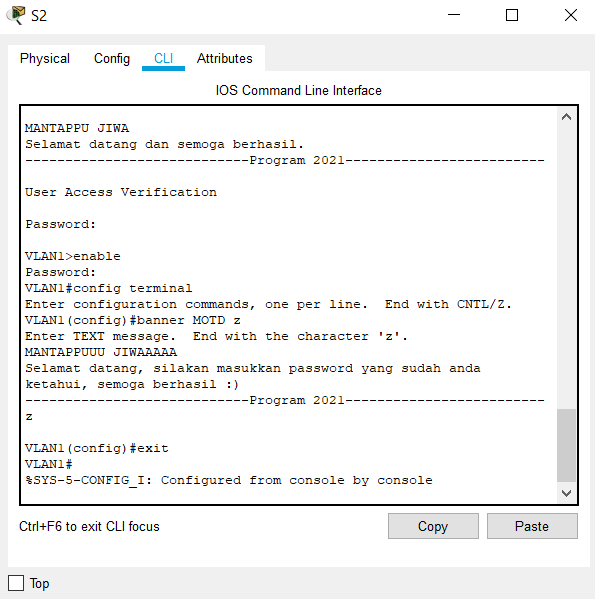 S2
Physical Config CLI Attributes
IOS Command Line Interface
MANTAPPU JIWA
Selamat datang dan semoga berhasil.
----------------------------Program 2021-------------------------
User Access Verification
Password:
VLAN1>enable
Password:
VLAN1#config terminal
Enter configuration commands, one per line.  End with CNTL/Z.
VLAN1(config)#banner MOTD z
Enter TEXT message.  End with the character 'z'.
MANTAPPUUU JIWAAAAA
Selamat datang, silakan masukkan password yang sudah anda
ketahui, semoga berhasil :)
----------------------------Program 2021-------------------------
z
VLAN1(config)#exit
VLAN1#
%SYS-5-CONFIG_I: Configured from console by console
Ctrl+F6 to exit CLI focus Copy Paste
Top